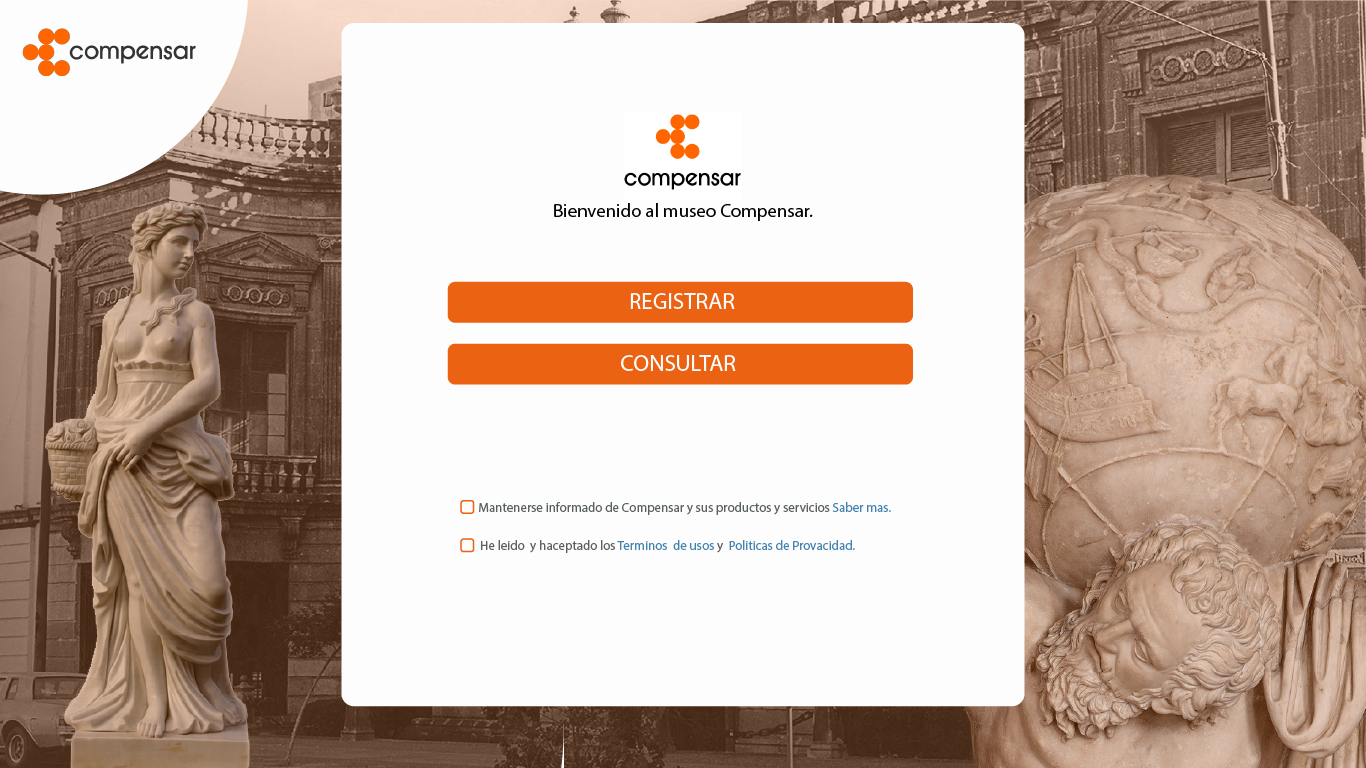 compensar
compensar
Bienvenido al museo Compensar.
REGISTRAR
CONSULTAR
Mantenerse informado de Compensar y sus productos y servicios Saber mas.
He leido y haceptado los Terminos de usos y Politicas de Provacidad.